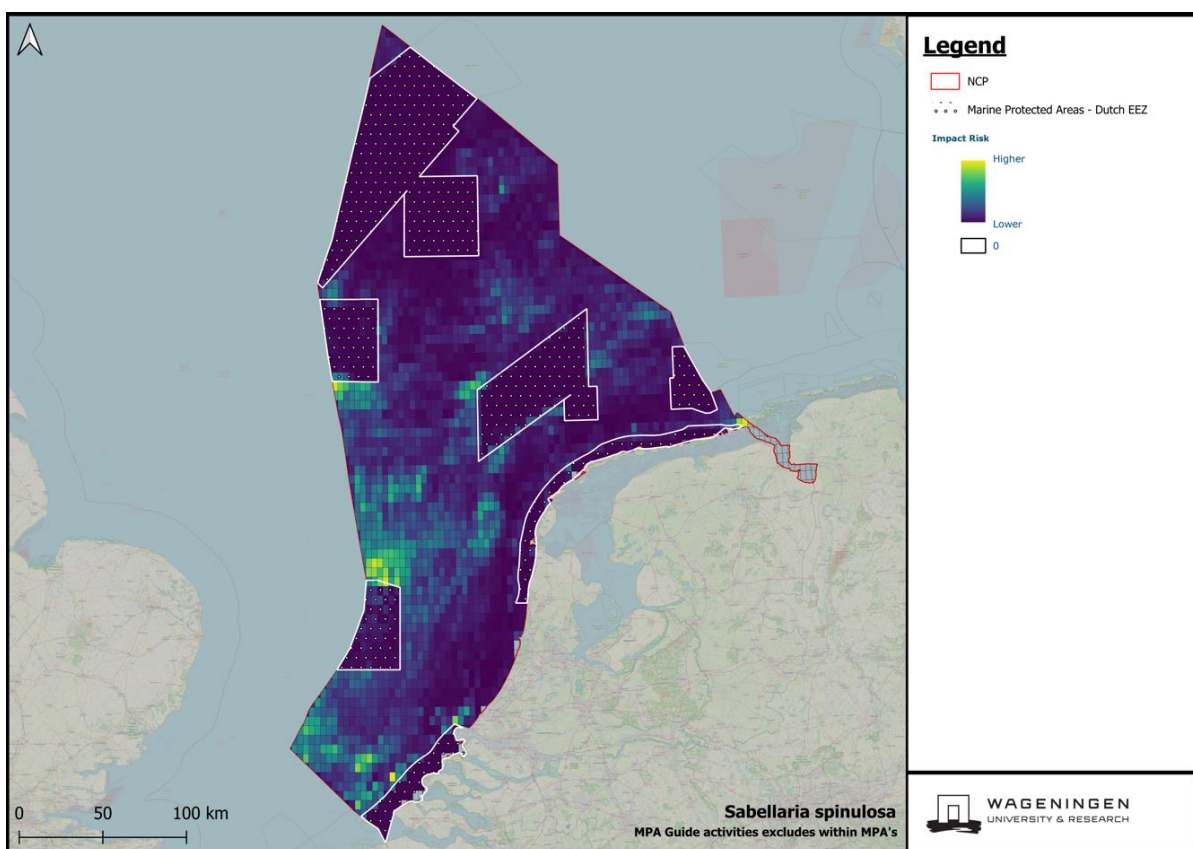 Legend
NCP
Marine Protected Areas - Dutch EEZ
Impact Risk
Higher
Lower
0
0 50 100 km
Sabellaria spinulosa
MPA Guide activities excludes within MPA's
WAGENINGEN
UNIVERSITY & RESEARCH